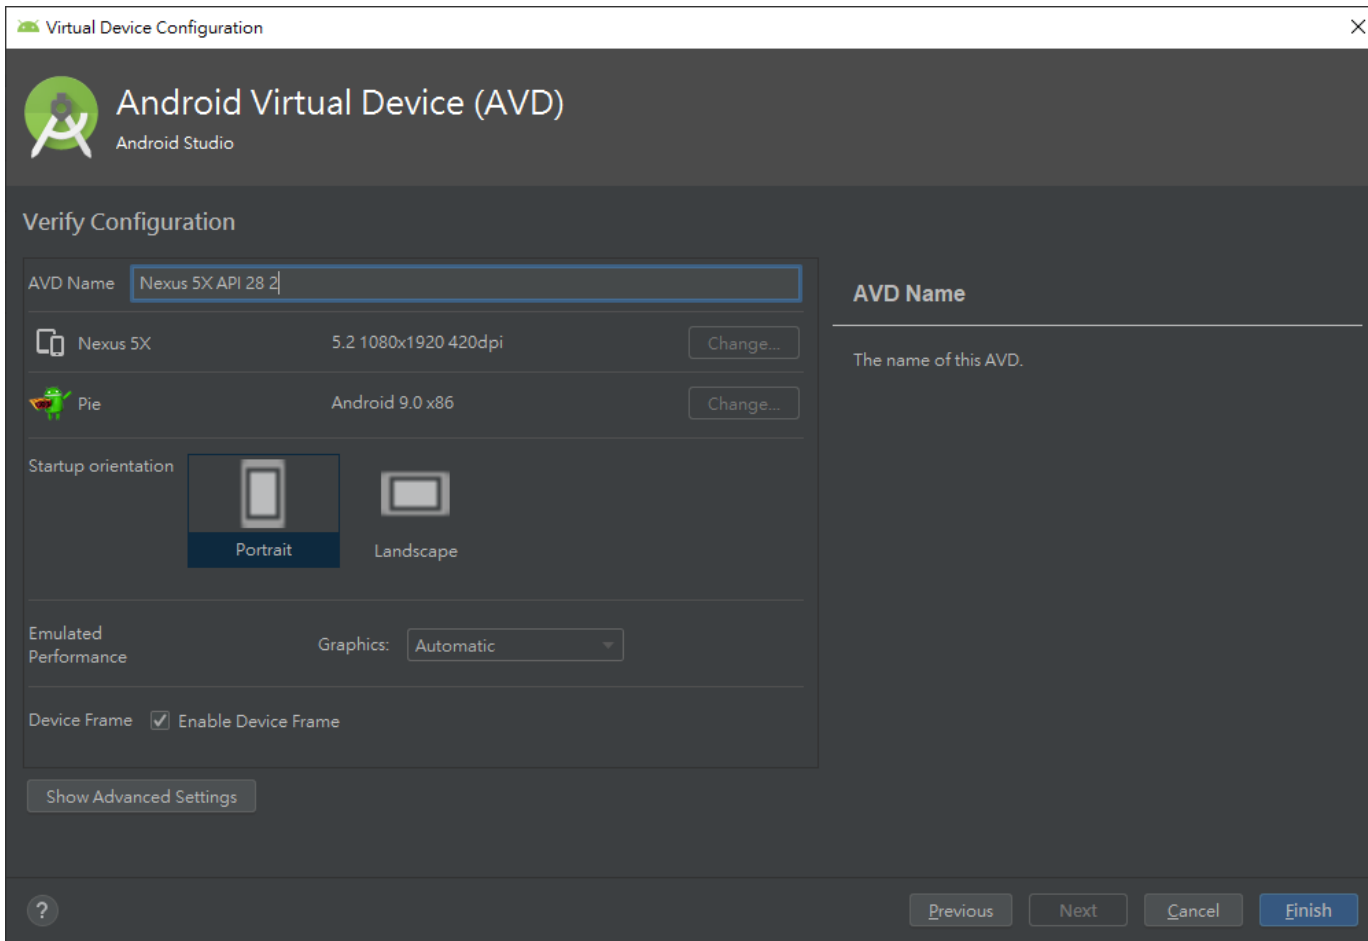 Virtual Device Configuration
Android Virtual Device (AVD)
Android Studio
Verify Configuration
AVD Name Nexus 5X API 28 2
Nexus 5X 5.2 1080x1920 420dpi Change...
Pie Android 9.0 x86 Change...
Startup orientation
Portrait Landscape
Emulated
Performance
Graphics: Automatic
Device Frame Enable Device Frame
Show Advanced Settings
AVD Name
The name of this AVD.
?
Previous Next Cancel Finish